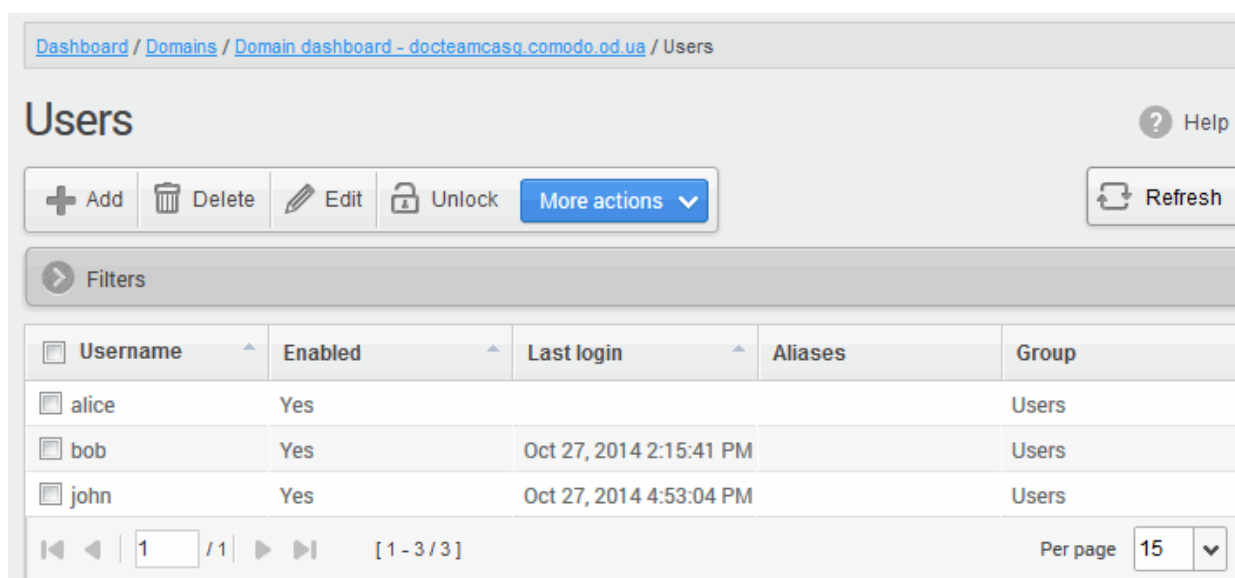 Dashboard / Domains / Domain dashboard - docteamcasg.comodo.od.ua / Users
Users
? Help
Add Delete Edit Unlock More actions Refresh
Filters
Username Enabled Last login Aliases Group
alice Yes Users
bob Yes Oct 27, 2014 2:15:41 PM Users
john Yes Oct 27, 2014 4:53:04 PM Users
1 / 1 [ 1 - 3 / 3 ] Per page 15